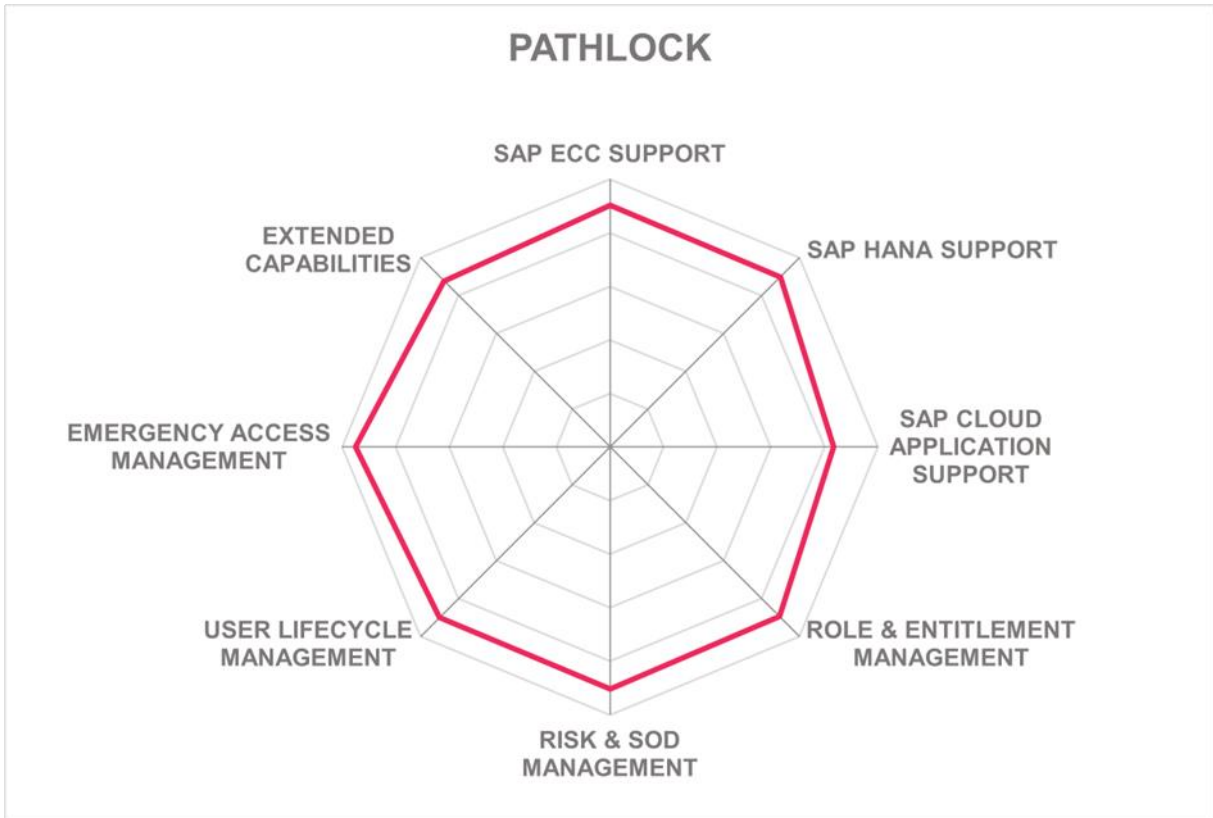 PATHLOCK
SAP ECC SUPPORT
EXTENDED
CAPABILITIES
SAP HANA SUPPORT
EMERGENCY ACCESS
MANAGEMENT
SAP CLOUD
APPLICATION
SUPPORT
USER LIFECYCLE
MANAGEMENT
ROLE & ENTITLEMENT
MANAGEMENT
RISK & SOD
MANAGEMENT